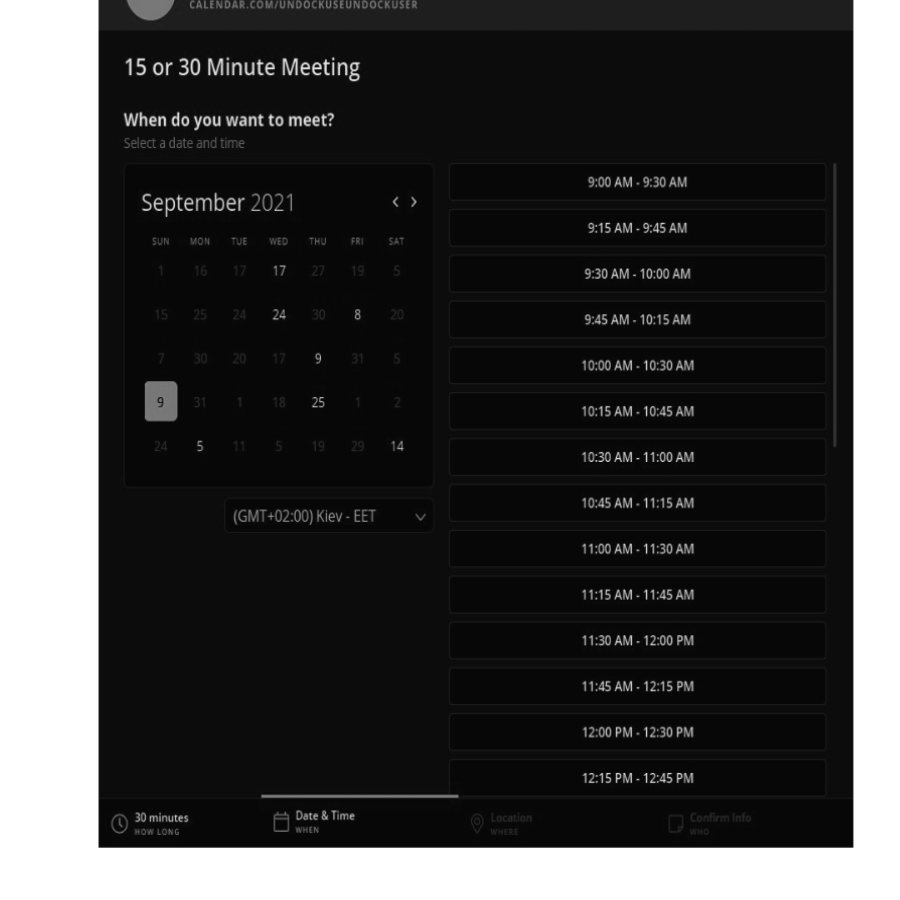 CALENDAR.COM/UNDOCKUSEUNDOCKUSER
15 or 30 Minute Meeting
When do you want to meet?
Select a date and time
September 2021
SUN MON TUE WED THU FRI SAT
1 16 17 17 27 19 5
15 25 24 24 30 8 20
7 30 20 17 9 31 5
9 31 1 18 25 1 2
24 5 11 5 19 29 14
(GMT+02:00) Kiev - EET
9:00 AM - 9:30 AM
9:15 AM - 9:45 AM
9:30 AM - 10:00 AM
9:45 AM - 10:15 AM
10:00 AM - 10:30 AM
10:15 AM - 10:45 AM
10:30 AM - 11:00 AM
10:45 AM - 11:15 AM
11:00 AM - 11:30 AM
11:15 AM - 11:45 AM
11:30 AM - 12:00 PM
11:45 AM - 12:15 PM
12:00 PM - 12:30 PM
12:15 PM - 12:45 PM
30 minutes
HOW LONG
Date & Time
WHEN
Location
WHERE
Confirm Info
WHO